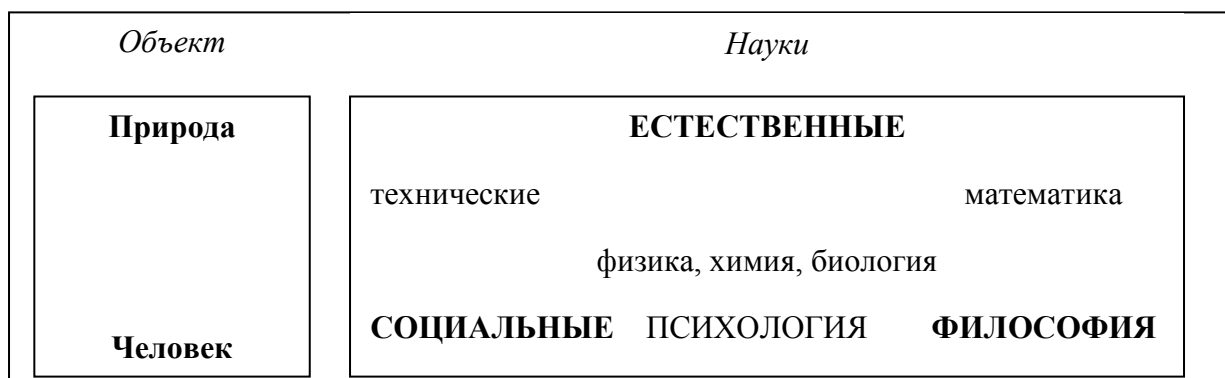 Объект Науки
Природа ЕСТЕСТВЕННЫЕ
технические математика
физика, химия, биология
СОЦИАЛЬНЫЕ ПСИХОЛОГИЯ ФИЛОСОФИЯ
Человек